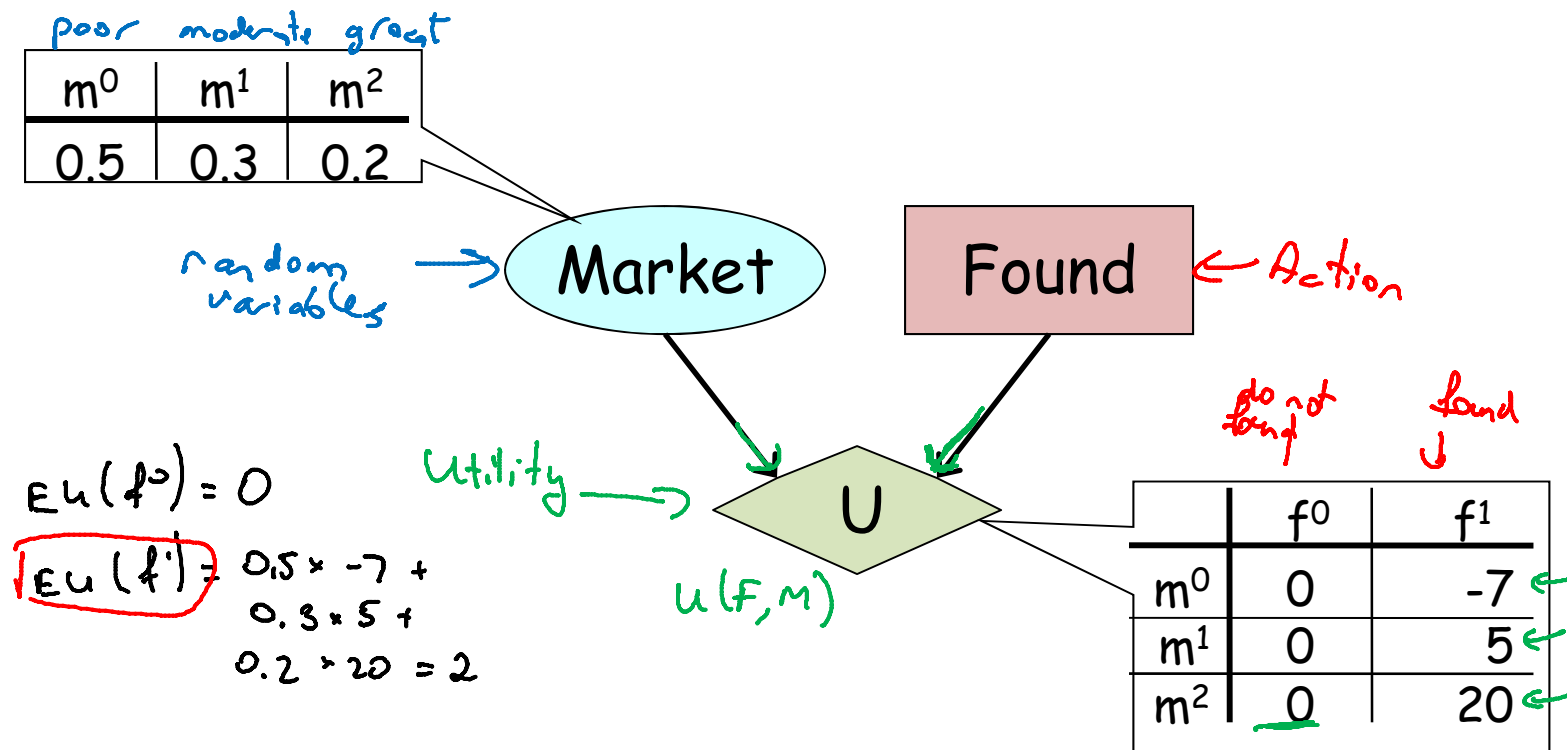 poor moderate great
m⁰ m¹ m²
0.5 0.3 0.2
random
variables
Market
Found
Action
do not
found
found
Utility
U
U(F,M)
EU(f⁰) = 0
EU(f¹) = 0.5 × -7 +
0.3 × 5 +
0.2 × 20 = 2
f⁰ f¹
m⁰ 0 -7
m¹ 0 5
m² 0 20